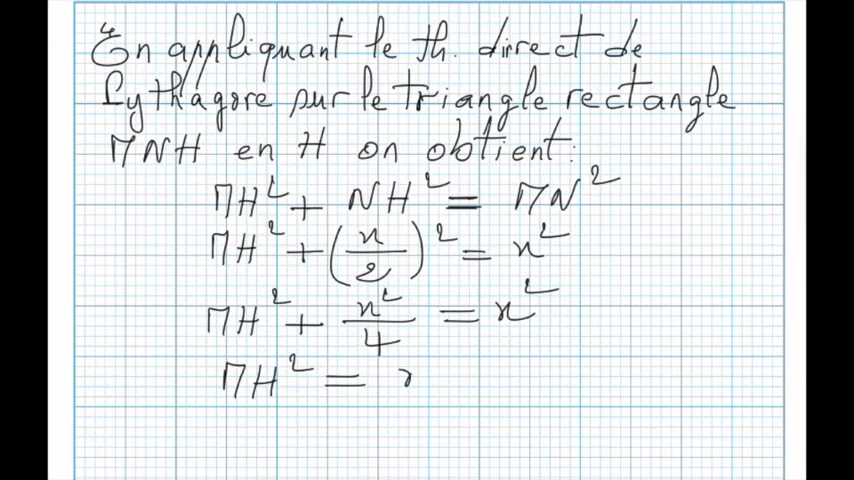 En appliquant le th. direct de
Pythagore sur le triangle rectangle
MNH en H on obtient:
MH² + NH² = MN²
MH² + (x/2)² = x²
MH² + x²/4 = x²
MH² =